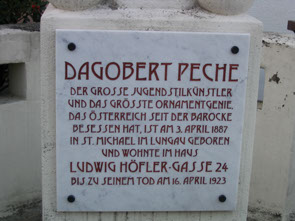 DAGOBERT PECHE
DER GROSSE JUGENDSTILKÜNSTLER
UND DAS GRÖSSTE ORNAMENTGENIE,
DAS ÖSTERREICH SEIT DER BAROCKE
BESESSEN HAT, IST AM 3. APRIL 1887
IN ST. MICHAEL IM LUNGAU GEBOREN
UND WOHNTE IM HAUS
LUDWIG HÖFLER-GASSE 24
BIS ZU SEINEM TOD AM 16. APRIL 1923